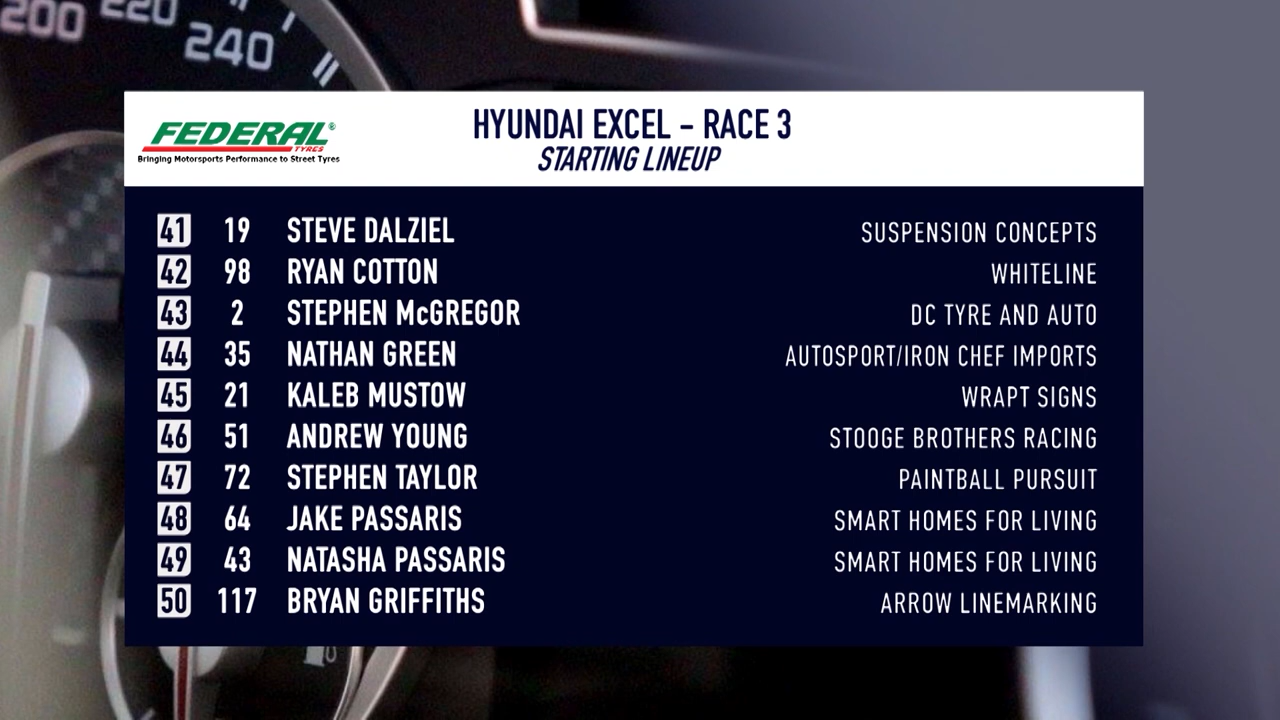 200 220 240
FEDERAL®
TYRES
Bringing Motorsports Performance to Street Tyres
HYUNDAI EXCEL – RACE 3
STARTING LINEUP
41 19 STEVE DALZIEL SUSPENSION CONCEPTS
42 98 RYAN COTTON WHITELINE
43 2 STEPHEN McGREGOR DC TYRE AND AUTO
44 35 NATHAN GREEN AUTOSPORT/IRON CHEF IMPORTS
45 21 KALEB MUSTOW WRAPT SIGNS
46 51 ANDREW YOUNG STOOGE BROTHERS RACING
47 72 STEPHEN TAYLOR PAINTBALL PURSUIT
48 64 JAKE PASSARIS SMART HOMES FOR LIVING
49 43 NATASHA PASSARIS SMART HOMES FOR LIVING
50 117 BRYAN GRIFFITHS ARROW LINEMARKING